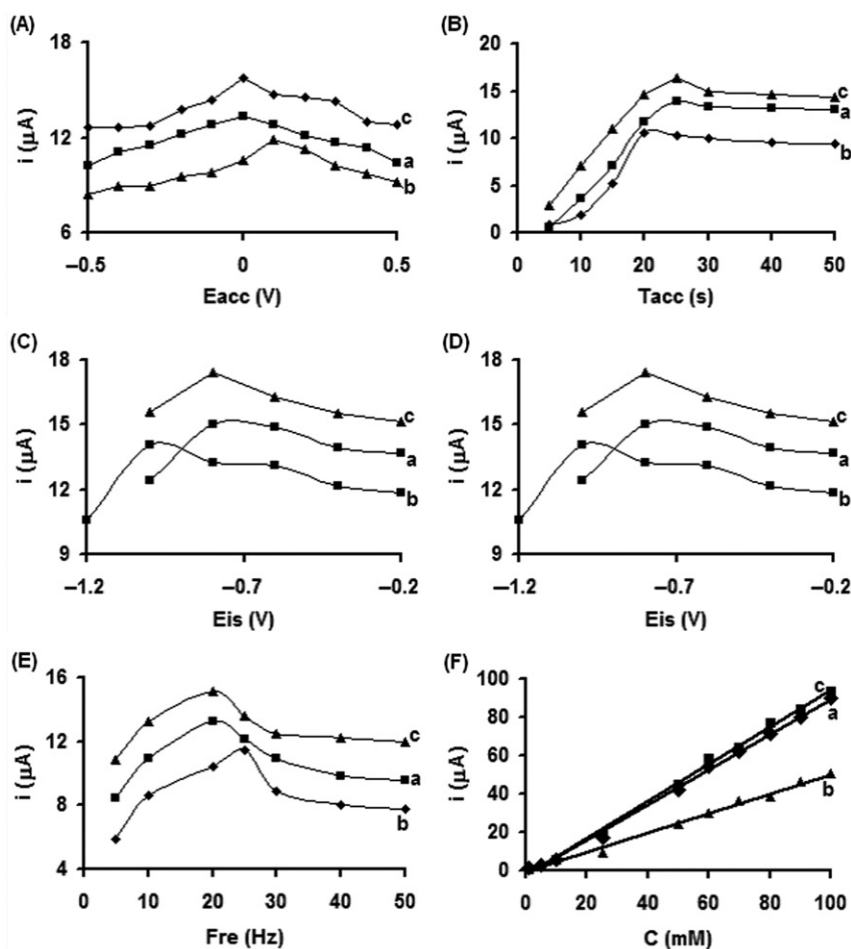 (A)
18
12
6
i (µA)
c
a
b
–0.5
0
0.5
Eacc (V)
(B)
20
15
10
5
0
i (µA)
c
a
b
0
10
20
30
40
50
Tacc (s)
(C)
18
15
12
9
i (µA)
c
a
b
–1.2
–0.7
–0.2
Eis (V)
(D)
18
15
12
9
i (µA)
c
a
b
–1.2
–0.7
–0.2
Eis (V)
(E)
16
12
8
4
i (µA)
c
a
b
0
10
20
30
40
50
Fre (Hz)
(F)
100
80
60
40
20
0
i (µA)
c
a
b
0
20
40
60
80
100
C (mM)